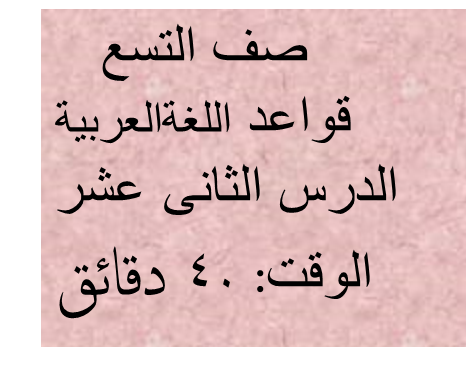 صف التسع
قواعد اللغةالعربية
الدرس الثانى عشر
الوقت: ٤٠ دقائق